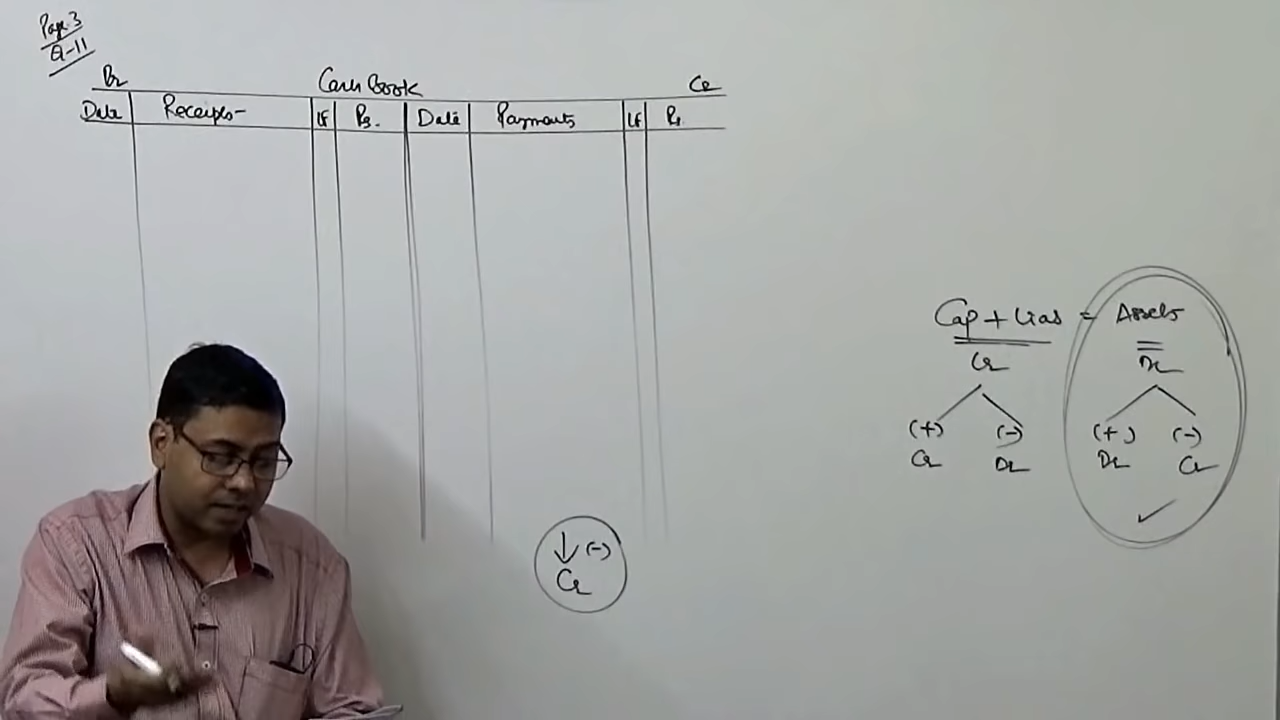 Page 3
Q-11
Dr Cash Book Cr
Date Receipts LF Rs. Date Payments LF Rs.
Cap + Lias = Assets
Cr Dr
(+) (-) (+) (-)
Cr Dr Dr Cr
↓ (-)
Cr